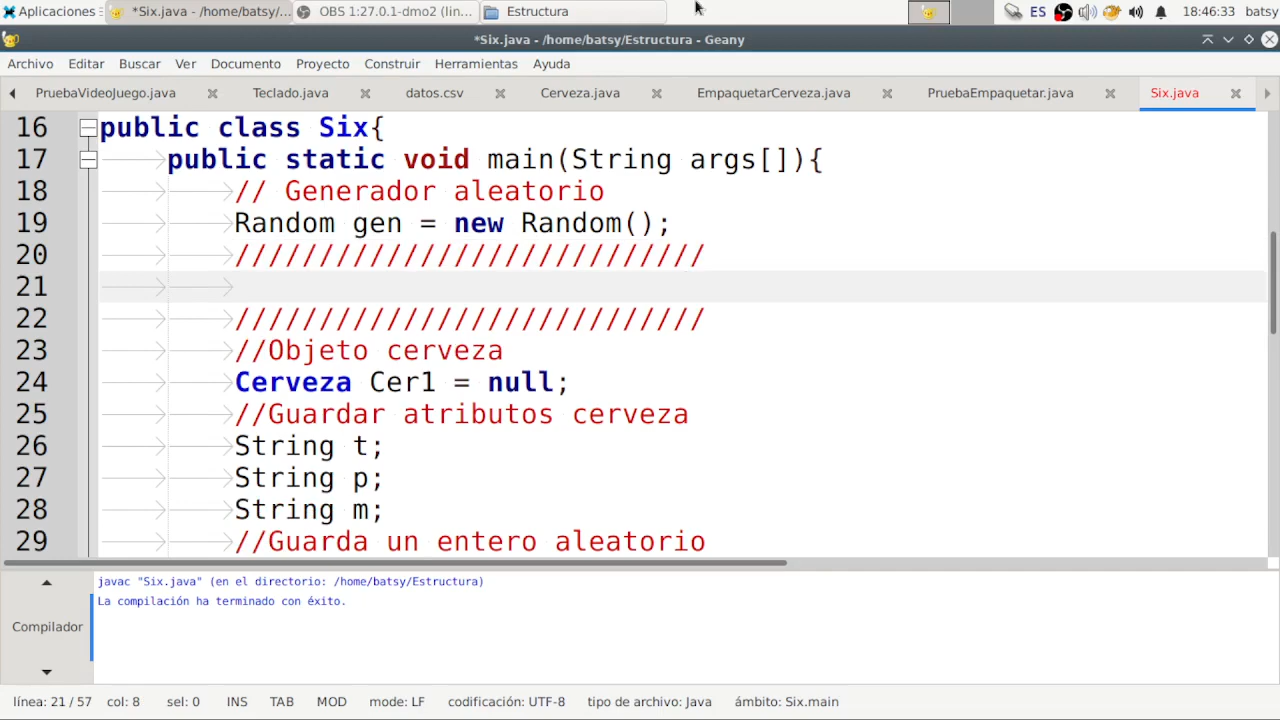 Aplicaciones
*Six.java - /home/batsy/...
OBS 1:27.0.1-dmo2 (lin...
Estructura
ES
18:46:33
batsy
*Six.java - /home/batsy/Estructura - Geany
Archivo Editar Buscar Ver Documento Proyecto Construir Herramientas Ayuda
PruebaVideoJuego.java Teclado.java datos.csv Cerveza.java EmpaquetarCerveza.java PruebaEmpaquetar.java Six.java
16 public class Six{
17 public static void main(String args[]){
18 // Generador aleatorio
19 Random gen = new Random();
20 ////////////////////////////
21
22 ////////////////////////////
23 //Objeto cerveza
24 Cerveza Cer1 = null;
25 //Guardar atributos cerveza
26 String t;
27 String p;
28 String m;
29 //Guarda un entero aleatorio
Compilador
javac "Six.java" (en el directorio: /home/batsy/Estructura)
La compilación ha terminado con éxito.
línea: 21 / 57 col: 8 sel: 0 INS TAB MOD mode: LF codificación: UTF-8 tipo de archivo: Java ámbito: Six.main